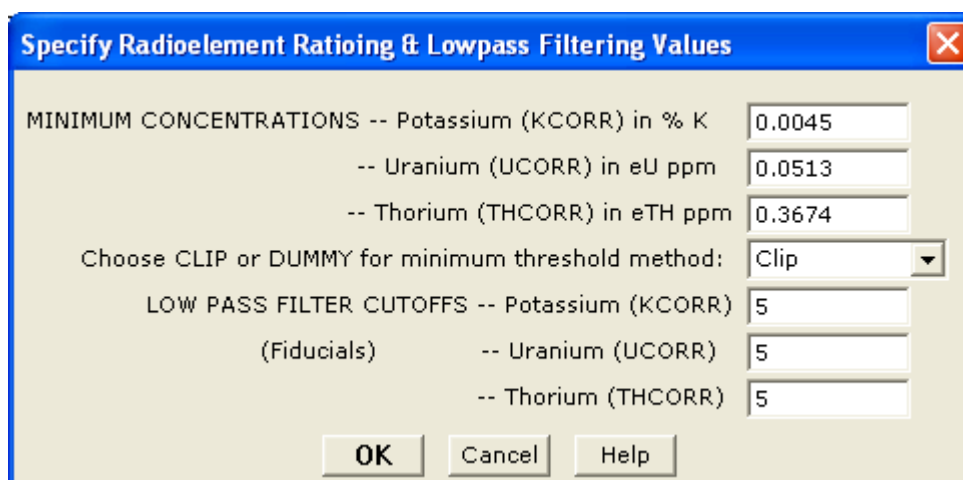 Specify Radioelement Ratioing & Lowpass Filtering Values
MINIMUM CONCENTRATIONS -- Potassium (KCORR) in % K 0.0045
-- Uranium (UCORR) in eU ppm 0.0513
-- Thorium (THCORR) in eTH ppm 0.3674
Choose CLIP or DUMMY for minimum threshold method: Clip
LOW PASS FILTER CUTOFFS -- Potassium (KCORR) 5
(Fiducials) -- Uranium (UCORR) 5
-- Thorium (THCORR) 5
OK Cancel Help